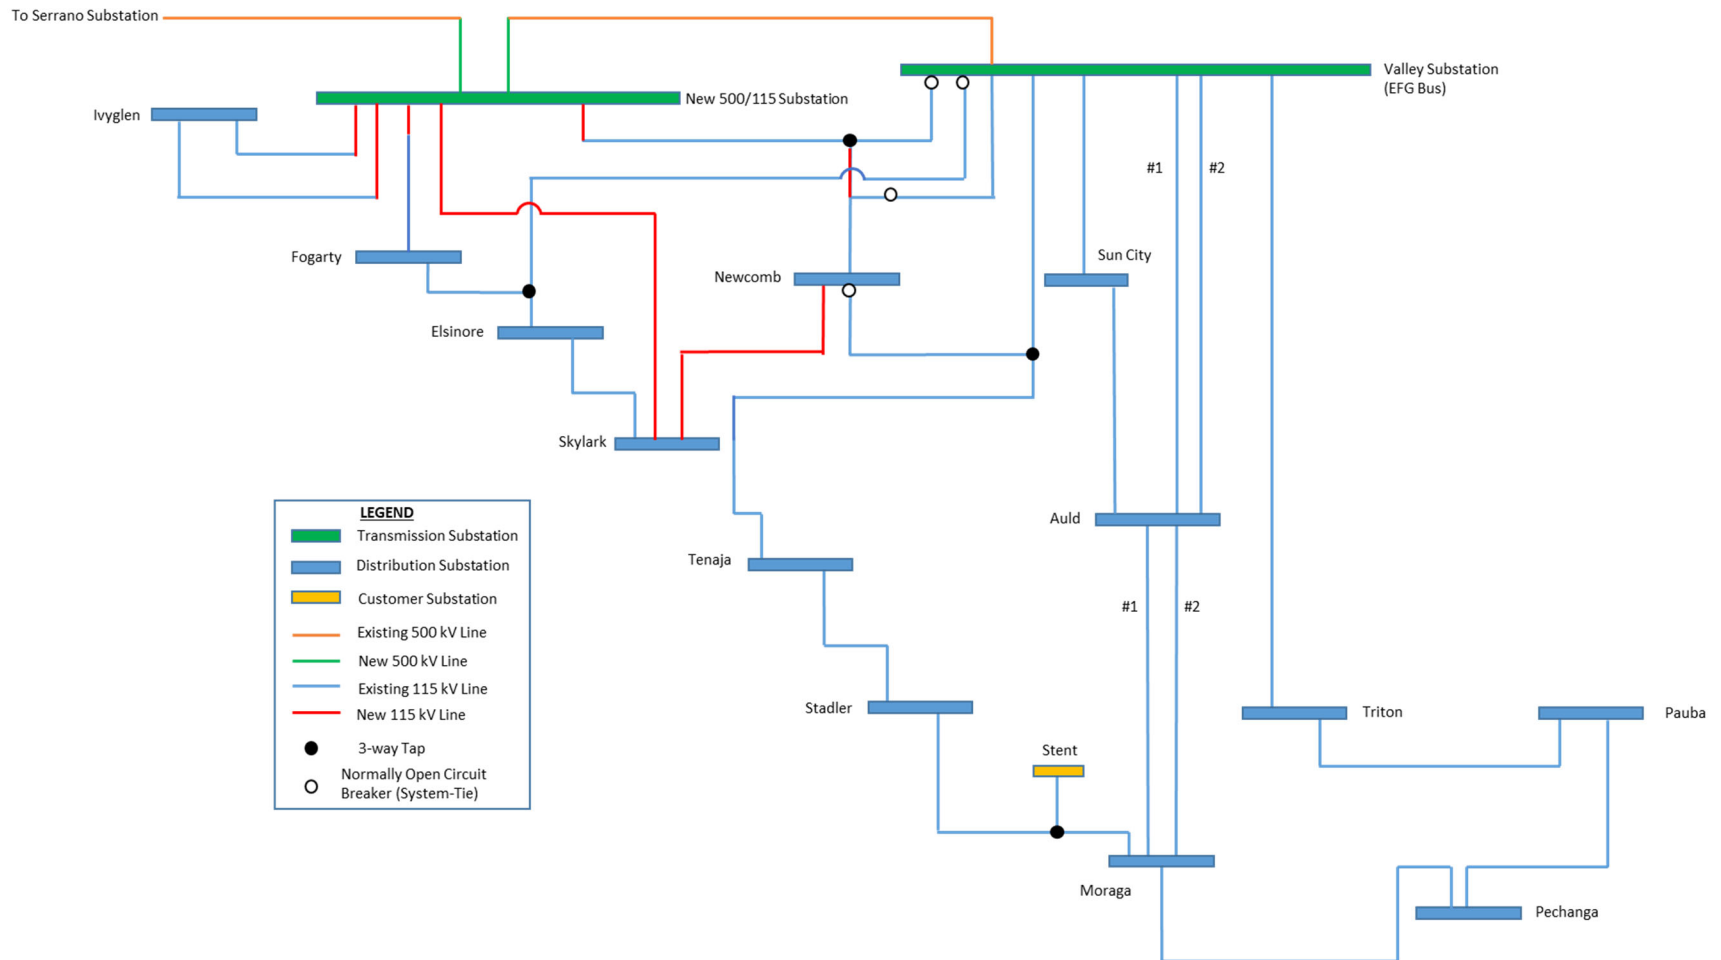 To Serrano Substation
Valley Substation
(EFG Bus)
New 500/115 Substation
Ivyglen
#1
#2
Fogarty
Sun City
Newcomb
Elsinore
Skylark
LEGEND
Transmission Substation
Distribution Substation
Customer Substation
Existing 500 kV Line
New 500 kV Line
Existing 115 kV Line
New 115 kV Line
3-way Tap
Normally Open Circuit
Breaker (System-Tie)
Auld
Tenaja
#1
#2
Stadler
Triton
Pauba
Stent
Moraga
Pechanga